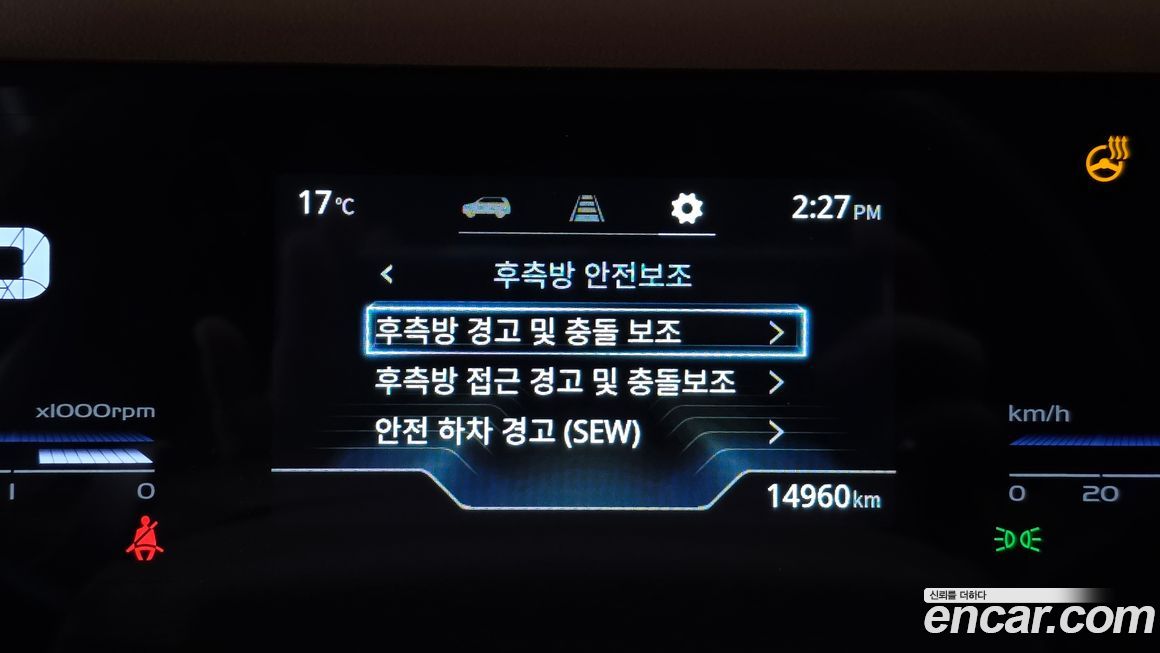 17°C
2:27 PM
후측방 안전보조
후측방 경고 및 충돌 보조
후측방 접근 경고 및 충돌보조
안전 하차 경고 (SEW)
x1000rpm
1 0
km/h
0 20
14960km
신뢰를 더하다
encar.com